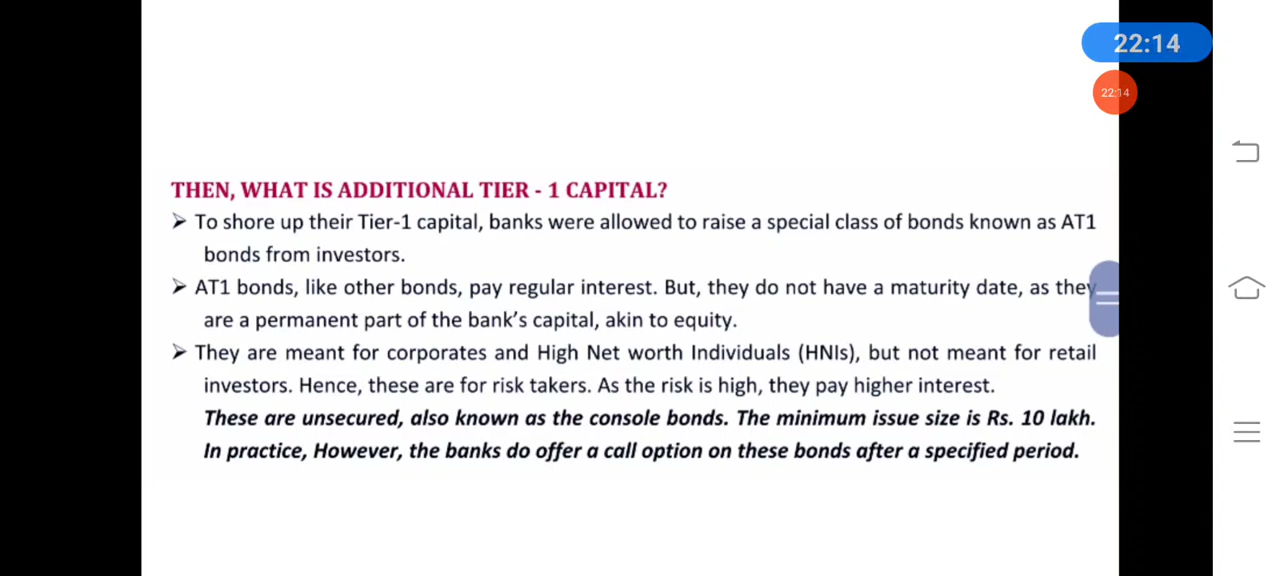 22:14
22:14
THEN, WHAT IS ADDITIONAL TIER - 1 CAPITAL?
➢ To shore up their Tier-1 capital, banks were allowed to raise a special class of bonds known as AT1
bonds from investors.
➢ AT1 bonds, like other bonds, pay regular interest. But, they do not have a maturity date, as they
are a permanent part of the bank's capital, akin to equity.
➢ They are meant for corporates and High Net worth Individuals (HNIs), but not meant for retail
investors. Hence, these are for risk takers. As the risk is high, they pay higher interest.
These are unsecured, also known as the console bonds. The minimum issue size is Rs. 10 lakh.
In practice, However, the banks do offer a call option on these bonds after a specified period.